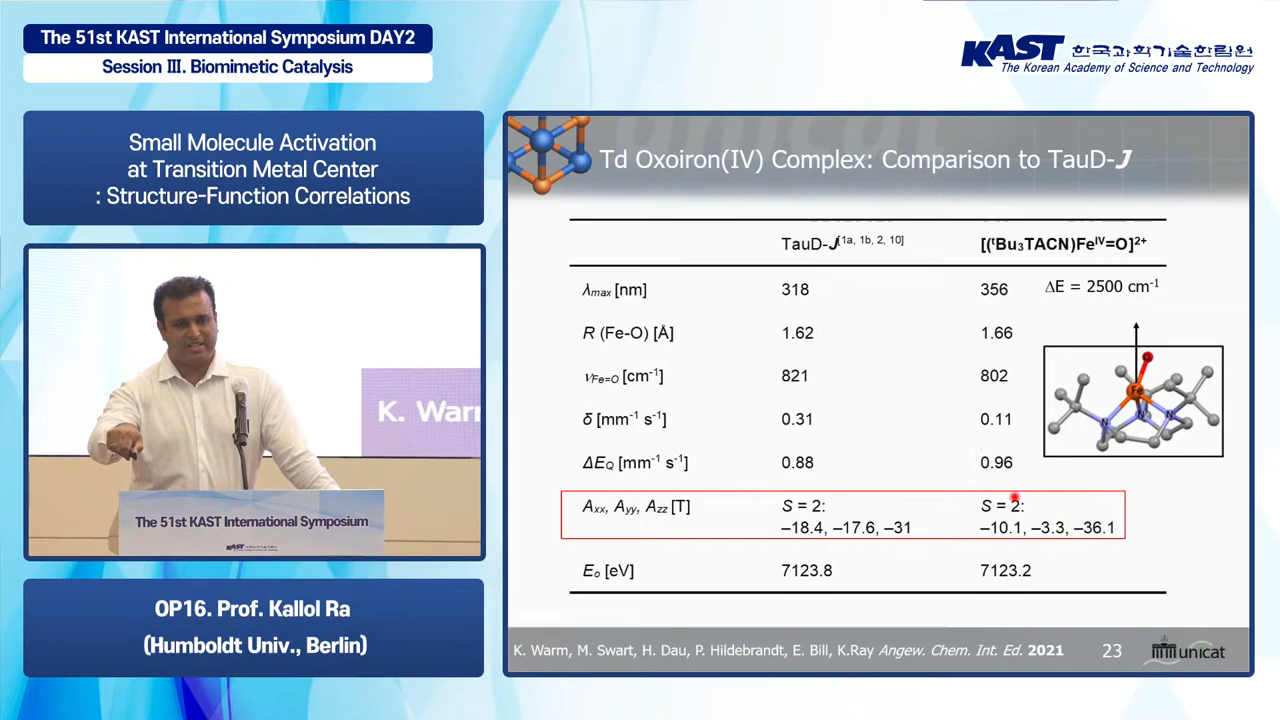 The 51st KAST International Symposium DAY2
Session III. Biomimetic Catalysis
KAST 한국과학기술한림원
The Korean Academy of Science and Technology
Small Molecule Activation
at Transition Metal Center
: Structure-Function Correlations
unicat
Td Oxoiron(IV) Complex: Comparison to TauD-J
TauD-J[1a, 1b, 2, 10] [(tBu3TACN)FeIV=O]2+
λmax [nm] 318 356 ΔE = 2500 cm-1
R (Fe-O) [Å] 1.62 1.66
νFe=O [cm-1] 821 802
Fe
N N N
δ [mm-1 s-1] 0.31 0.11
ΔEQ [mm-1 s-1] 0.88 0.96
Axx, Ayy, Azz [T] S = 2: S = 2:
–18.4, –17.6, –31 –10.1, –3.3, –36.1
Eo [eV] 7123.8 7123.2
K. Warm, M. Swart, H. Dau, P. Hildebrandt, E. Bill, K.Ray Angew. Chem. Int. Ed. 2021 23 unicat
K. Warm
The 51st KAST International Symposium
KAST
OP16. Prof. Kallol Ra
(Humboldt Univ., Berlin)